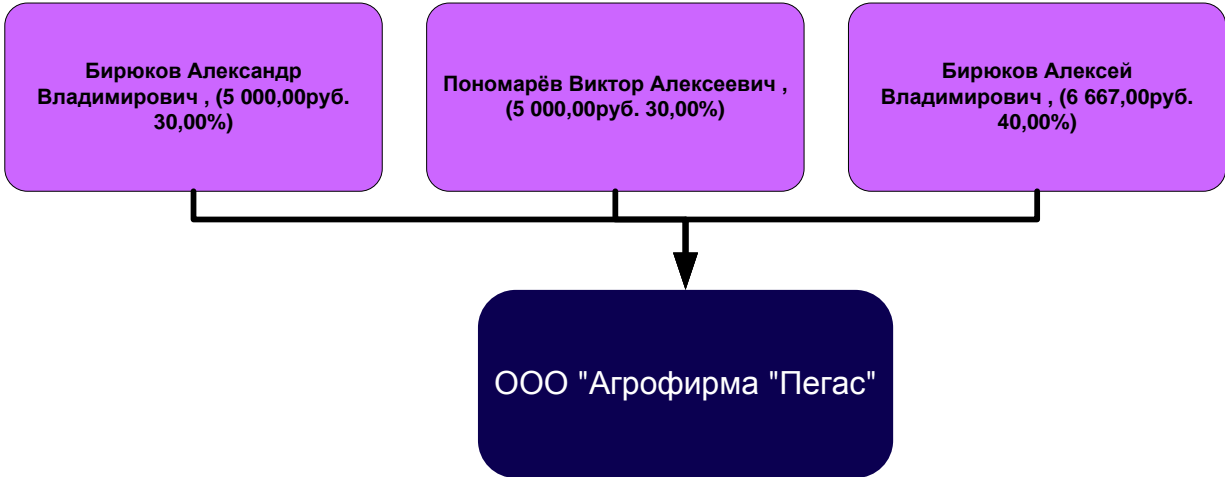 Бирюков Александр
Владимирович , (5 000,00руб.
30,00%)
Пономарёв Виктор Алексеевич ,
(5 000,00руб. 30,00%)
Бирюков Алексей
Владимирович , (6 667,00руб.
40,00%)
ООО "Агрофирма "Пегас"